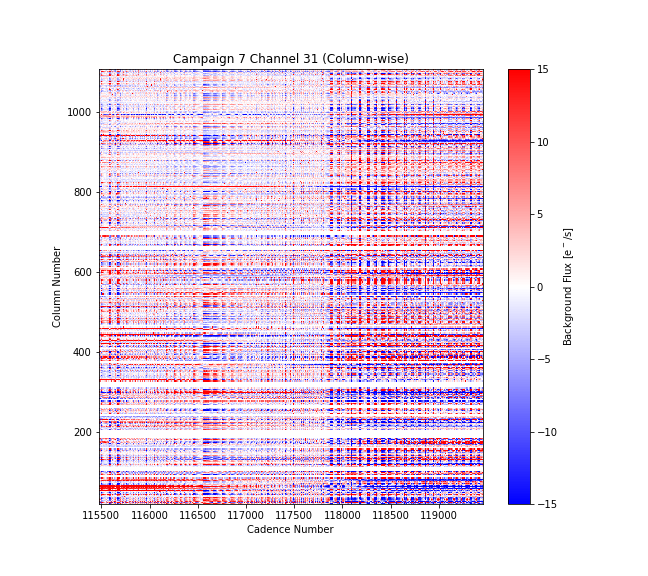 Campaign 7 Channel 31 (Column-wise)
1000
800
600
400
200
Column Number
115500 116000 116500 117000 117500 118000 118500 119000
Cadence Number
15
10
5
0
−5
−10
−15
Background Flux [e⁻/s]